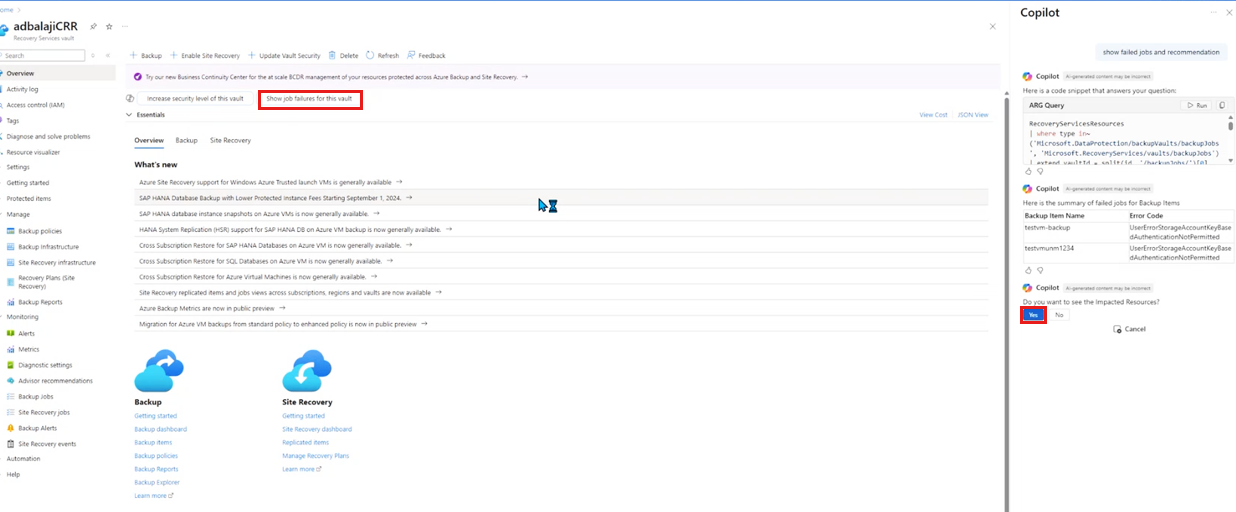 ome >
adbalajiCRR
Recovery Services vault
Search
Overview
Activity log
Access control (IAM)
Tags
Diagnose and solve problems
Resource visualizer
Settings
Getting started
Protected items
Manage
Backup policies
Backup Infrastructure
Site Recovery infrastructure
Recovery Plans (Site
Recovery)
Backup Reports
Monitoring
Alerts
Metrics
Diagnostic settings
Advisor recommendations
Backup Jobs
Site Recovery jobs
Backup Alerts
Site Recovery events
Automation
Help
+ Backup + Enable Site Recovery + Update Vault Security Delete Refresh Feedback
Try our new Business Continuity Center for the at scale BCDR management of your resources protected across Azure Backup and Site Recovery. →
Increase security level of this vault Show job failures for this vault
Essentials View Cost JSON View
Overview Backup Site Recovery
What's new
Azure Site Recovery support for Windows Azure Trusted launch VMs is generally available →
SAP HANA Database Backup with Lower Protected Instance Fees Starting September 1, 2024. →
SAP HANA database instance snapshots on Azure VMs is now generally available. →
HANA System Replication (HSR) support for SAP HANA DB on Azure VM backup is now generally available. →
Cross Subscription Restore for SAP HANA Databases on Azure VM is now generally available. →
Cross Subscription Restore for SQL Databases on Azure VM is now generally available. →
Cross Subscription Restore for Azure Virtual Machines is now generally available. →
Site Recovery replicated items and jobs views across subscriptions, regions and vaults are now available →
Azure Backup Metrics are now in public preview →
Migration for Azure VM backups from standard policy to enhanced policy is now in public preview →
Backup
Getting started
Backup dashboard
Backup items
Backup policies
Backup Reports
Backup Explorer
Learn more
Site Recovery
Getting started
Site Recovery dashboard
Replicated items
Manage Recovery Plans
Learn more
Copilot
show failed jobs and recommendation
Copilot AI-generated content may be incorrect
Here is a code snippet that answers your question:
ARG Query Run
RecoveryServicesResources
| where type in~
('Microsoft.DataProtection/backupVaults/backupJobs
', 'Microsoft.RecoveryServices/vaults/backupJobs')
| extend vaultId = split(id, '/backupJobs/')[0]
Copilot AI-generated content may be incorrect
Here is the summary of failed jobs for Backup Items
Backup Item Name Error Code
testvm-backup UserErrorStorageAccountKeyBase
dAuthenticationNotPermitted
testvmunm1234 UserErrorStorageAccountKeyBase
dAuthenticationNotPermitted
Copilot AI-generated content may be incorrect
Do you want to see the Impacted Resources?
Yes No
Cancel